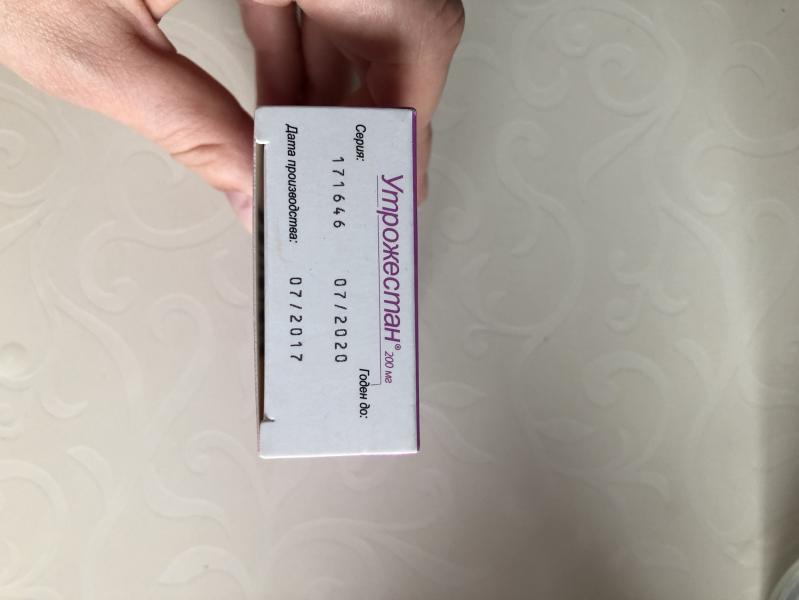 Утрожестан® 200 мг
Серия: Годен до:
171646 07/2020
Дата производства: 07/2017